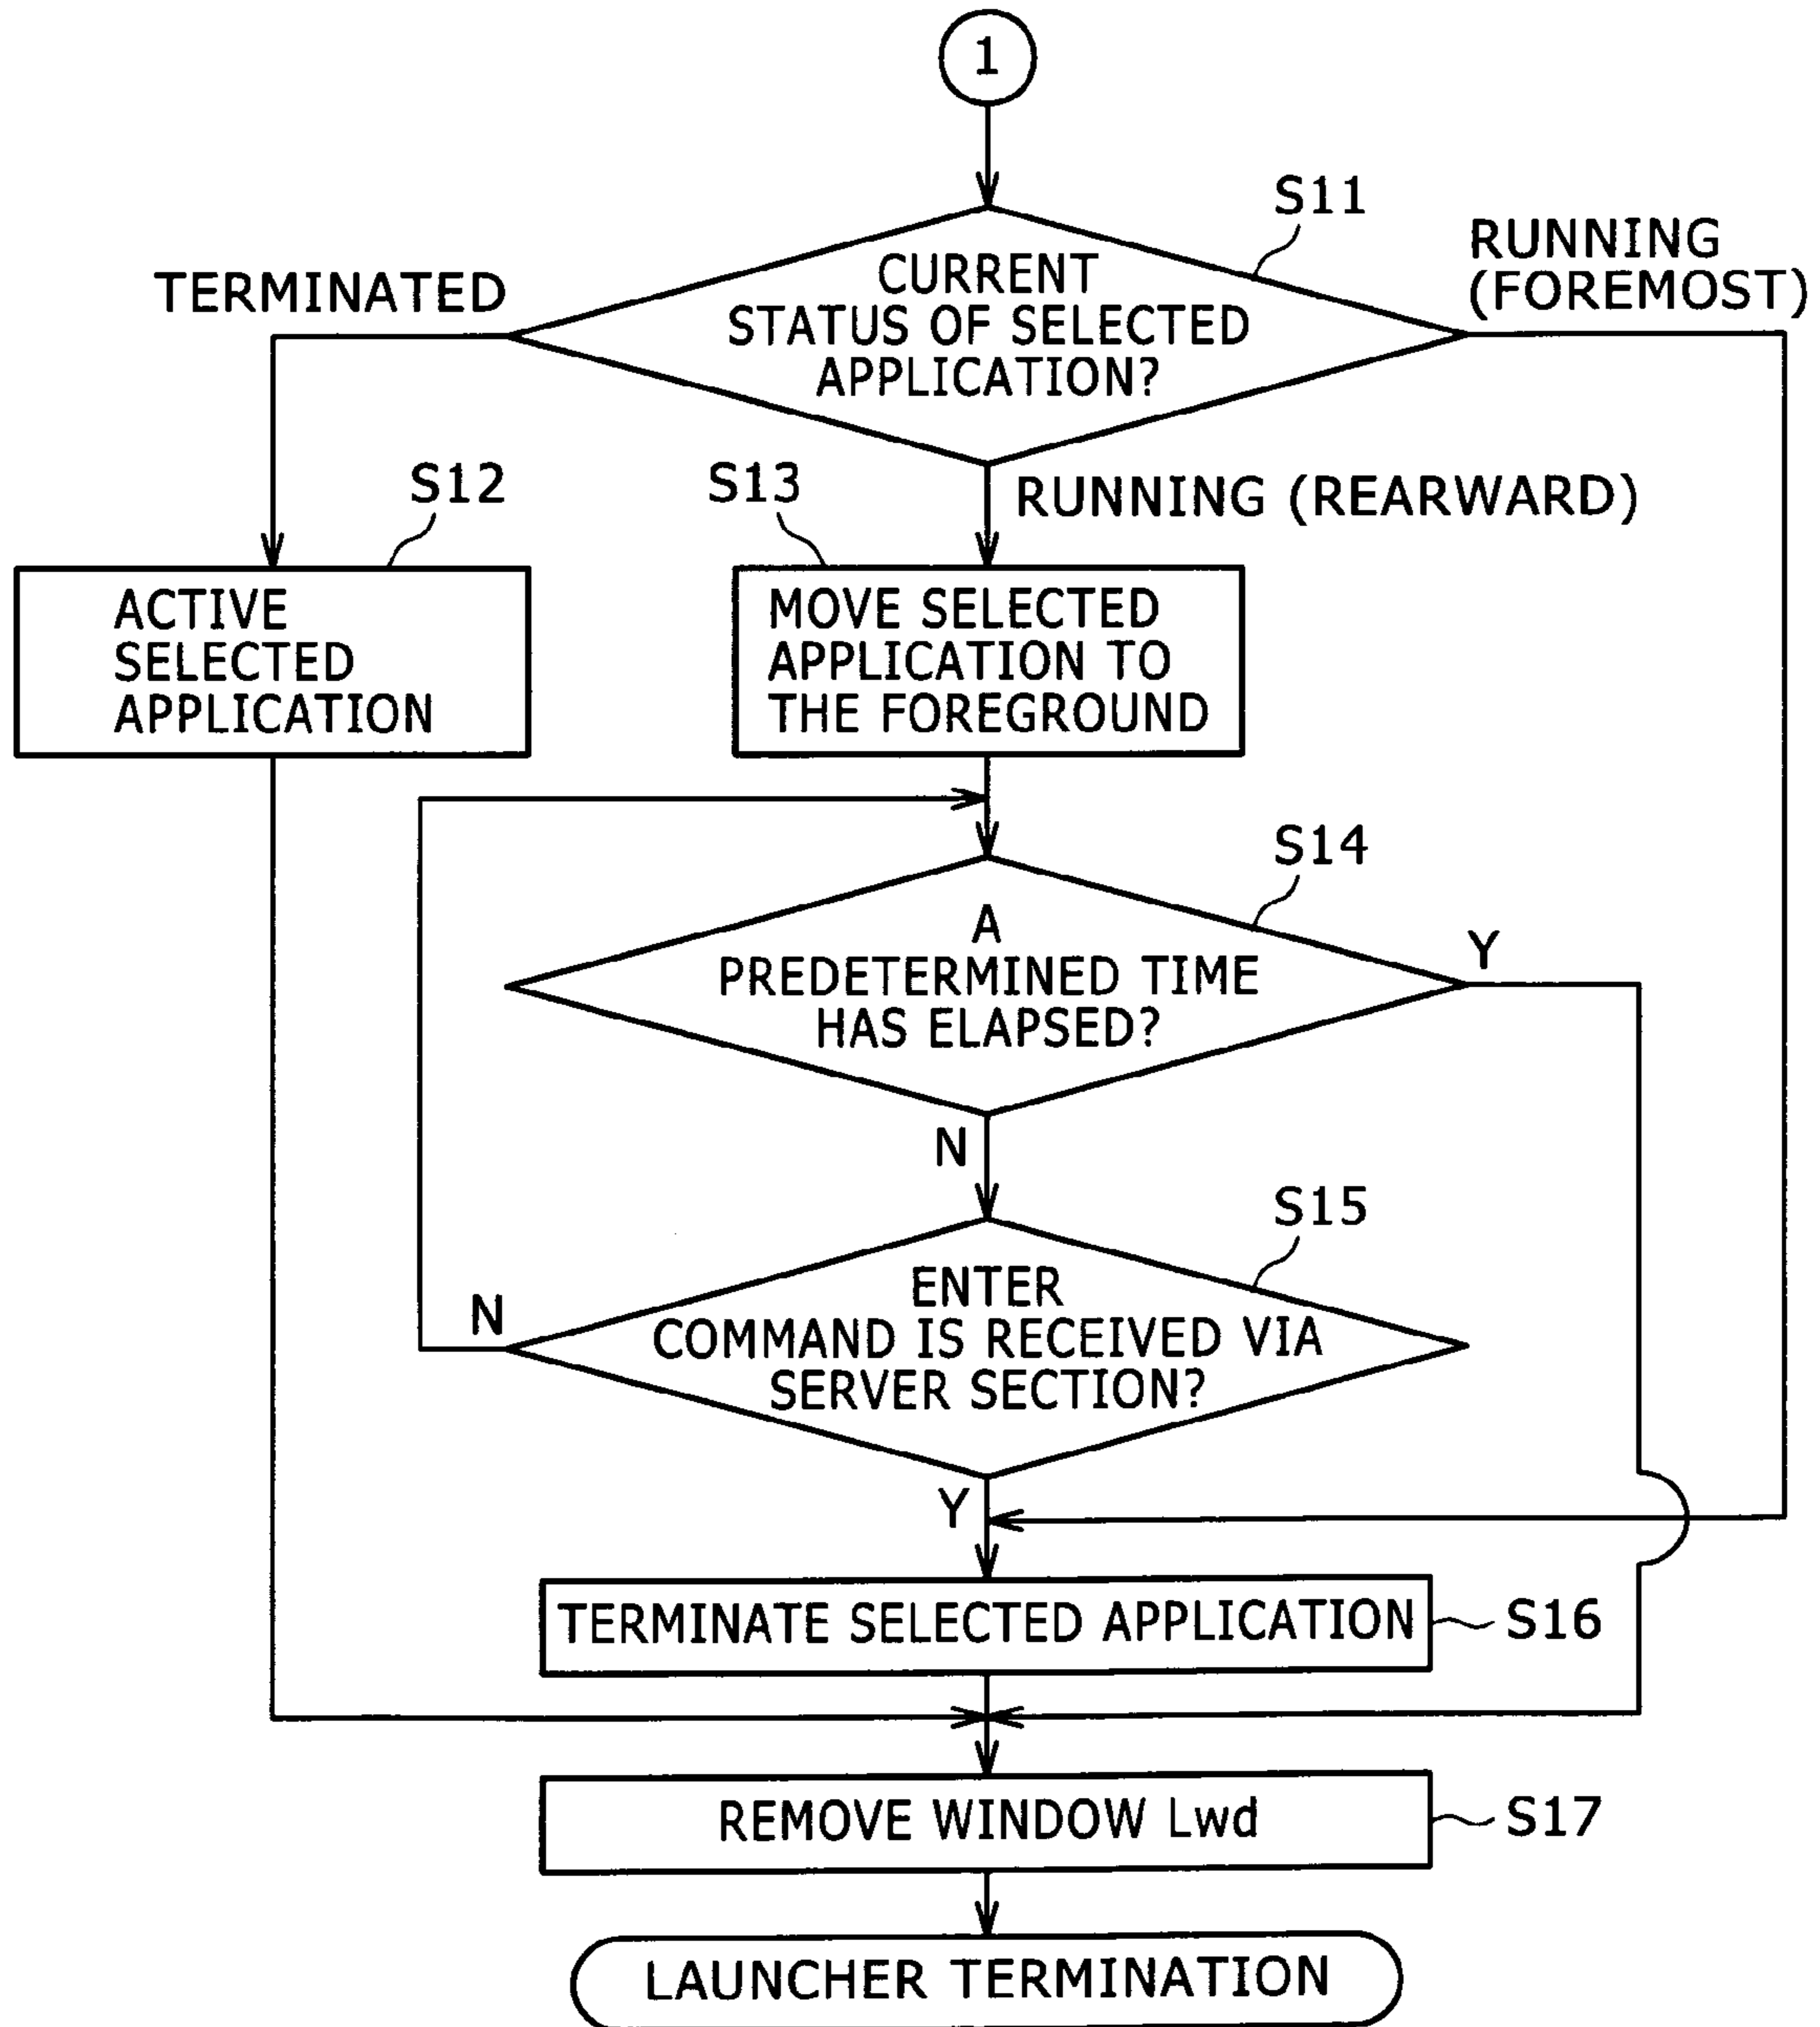 1
S11
RUNNING
(FOREMOST)
TERMINATED
CURRENT
STATUS OF SELECTED
APPLICATION?
S12
S13
RUNNING (REARWARD)
ACTIVE
SELECTED
APPLICATION
MOVE SELECTED
APPLICATION TO
THE FOREGROUND
S14
A
PREDETERMINED TIME
HAS ELAPSED?
Y
N
S15
ENTER
COMMAND IS RECEIVED VIA
SERVER SECTION?
N
Y
TERMINATE SELECTED APPLICATION
S16
REMOVE WINDOW Lwd
S17
LAUNCHER TERMINATION